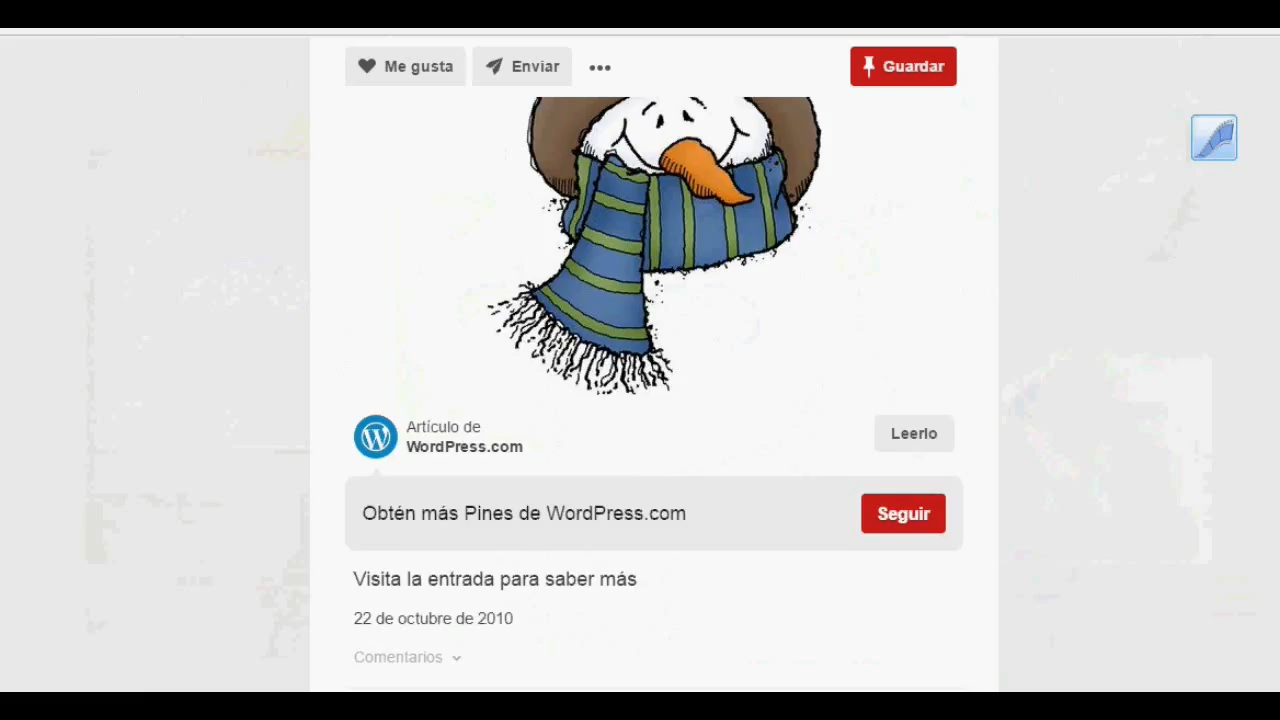 Me gusta
Enviar
Guardar
Artículo de
WordPress.com
Leerlo
Obtén más Pines de WordPress.com
Seguir
Visita la entrada para saber más
22 de octubre de 2010
Comentarios